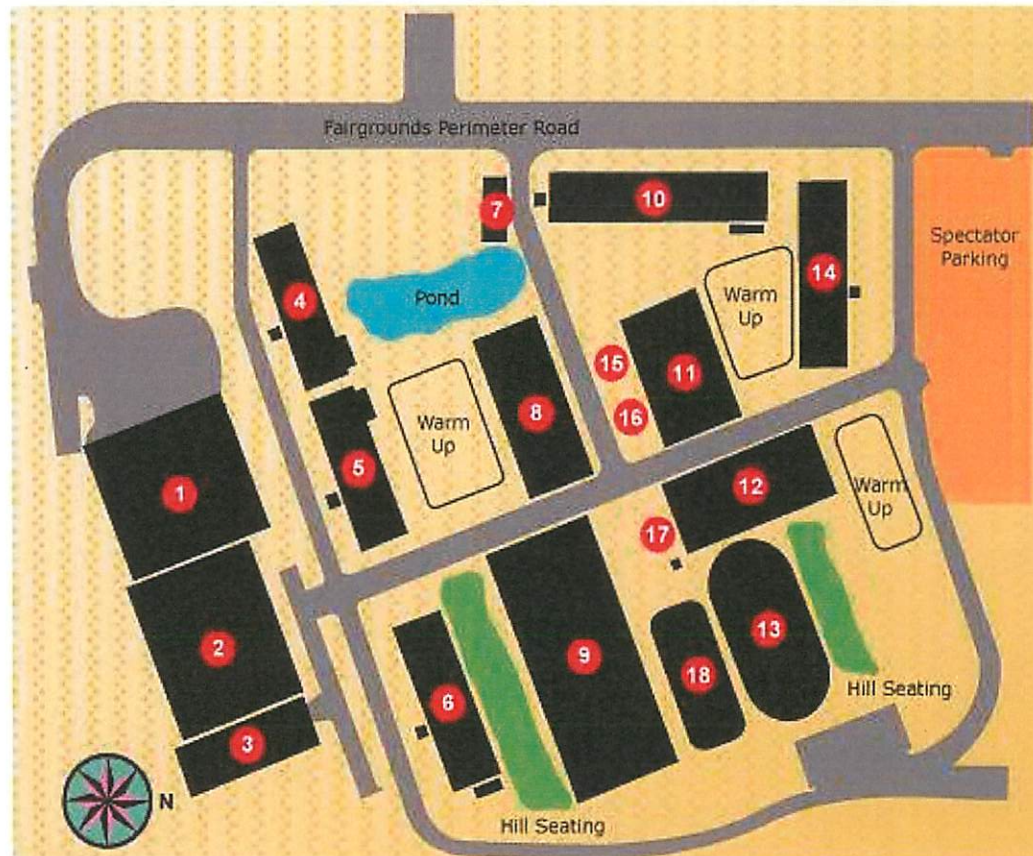 Fairgrounds Perimeter Road
7
10
Spectator
Parking
14
4
Pond
Warm
Up
15
11
16
8
Warm
Up
5
1
12
Warm
Up
17
2
9
13
18
6
Hill Seating
3
N
Hill Seating